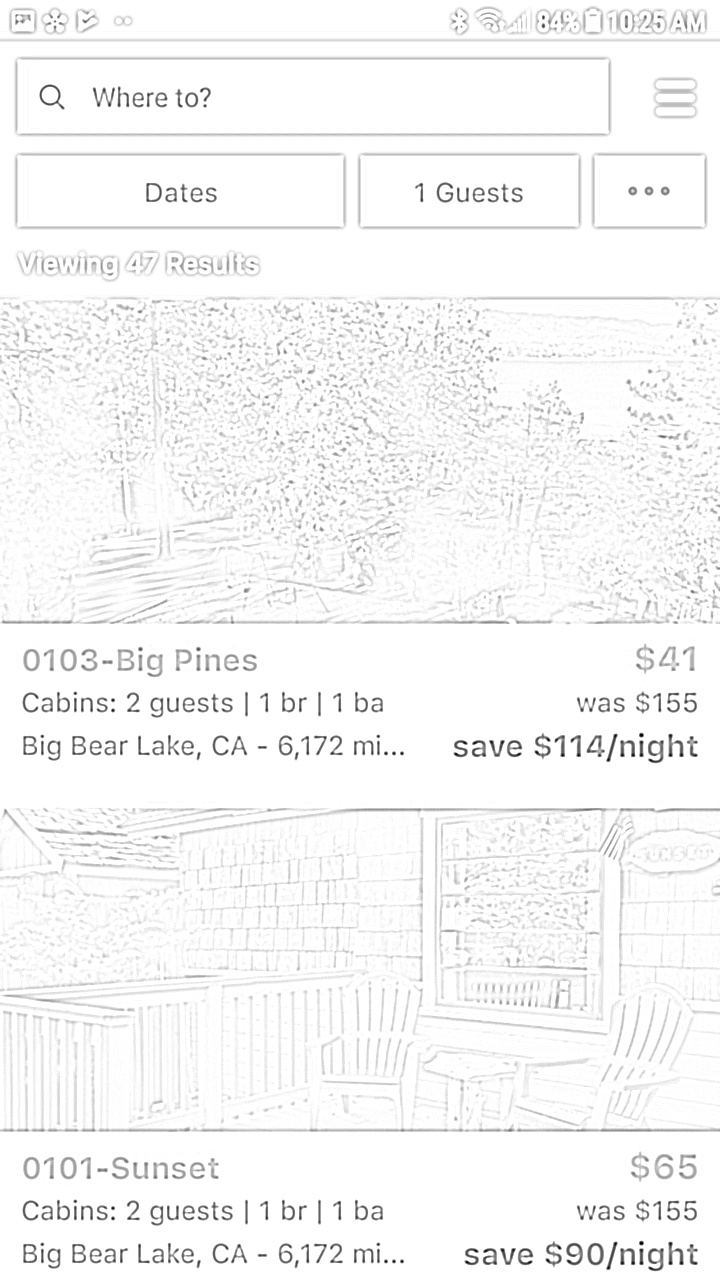 84% 10:25 AM
Where to?
Dates
1 Guests
Viewing 47 Results
0103-Big Pines
$41
Cabins: 2 guests | 1 br | 1 ba
was $155
Big Bear Lake, CA - 6,172 mi...
save $114/night
SUNSET
0101-Sunset
$65
Cabins: 2 guests | 1 br | 1 ba
was $155
Big Bear Lake, CA - 6,172 mi...
save $90/night